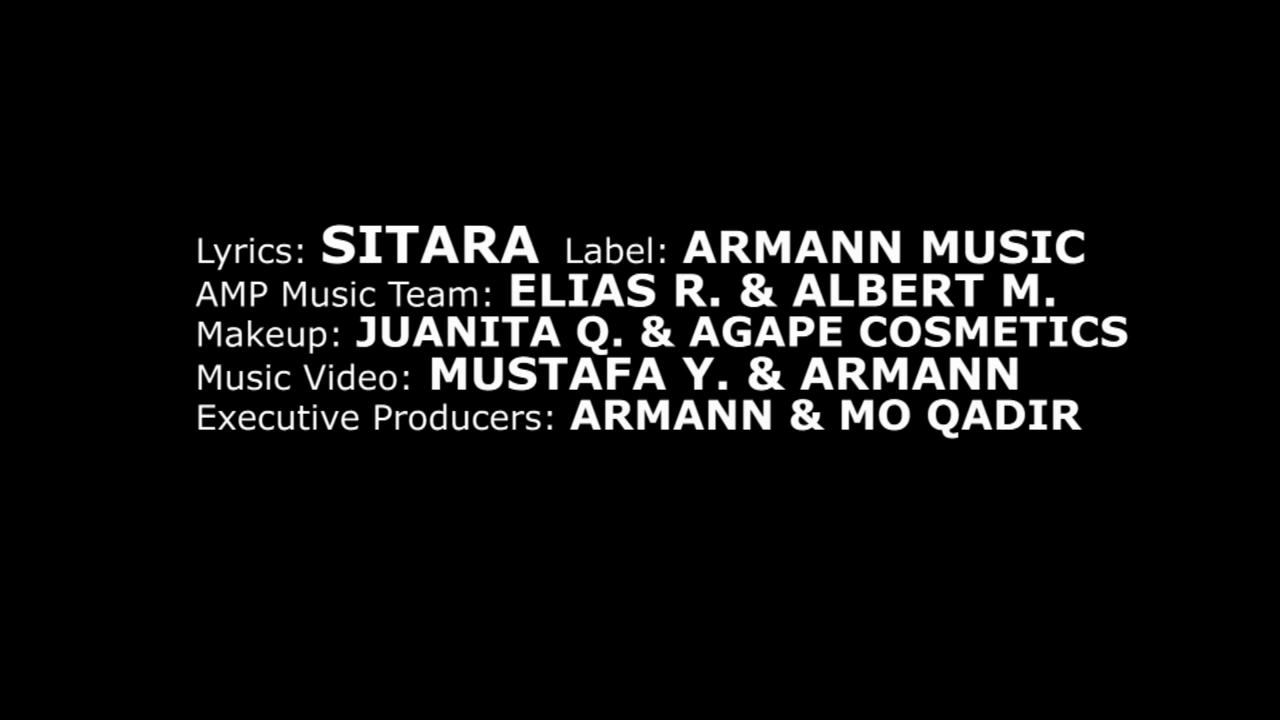 Lyrics: SITARA Label: ARMANN MUSIC
AMP Music Team: ELIAS R. & ALBERT M.
Makeup: JUANITA Q. & AGAPE COSMETICS
Music Video: MUSTAFA Y. & ARMANN
Executive Producers: ARMANN & MO QADIR